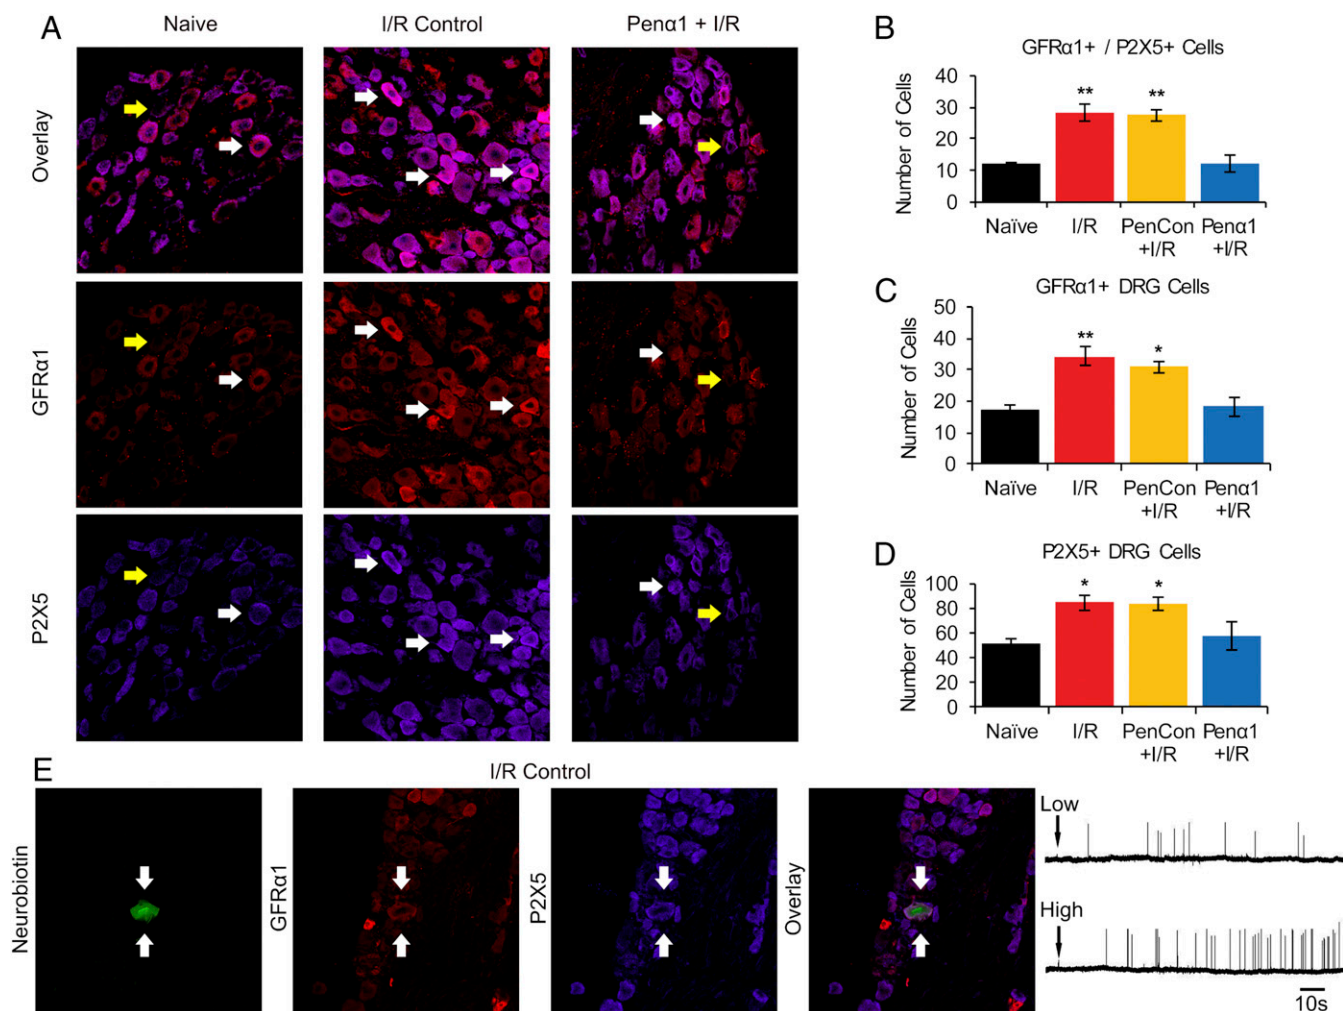 A
Naive
I/R Control
Penα1 + I/R
Overlay
GFRα1
P2X5
B
GFRα1+ / P2X5+ Cells
Number of Cells
40
30
20
10
0
**
**
Naïve
I/R
PenCon
+I/R
Penα1
+I/R
C
GFRα1+ DRG Cells
Number of Cells
50
40
30
20
10
0
**
*
Naïve
I/R
PenCon
+I/R
Penα1
+I/R
D
P2X5+ DRG Cells
Number of Cells
100
80
60
40
20
0
*
*
Naïve
I/R
PenCon
+I/R
Penα1
+I/R
E
I/R Control
Neurobiotin
GFRα1
P2X5
Overlay
Low
High
10s